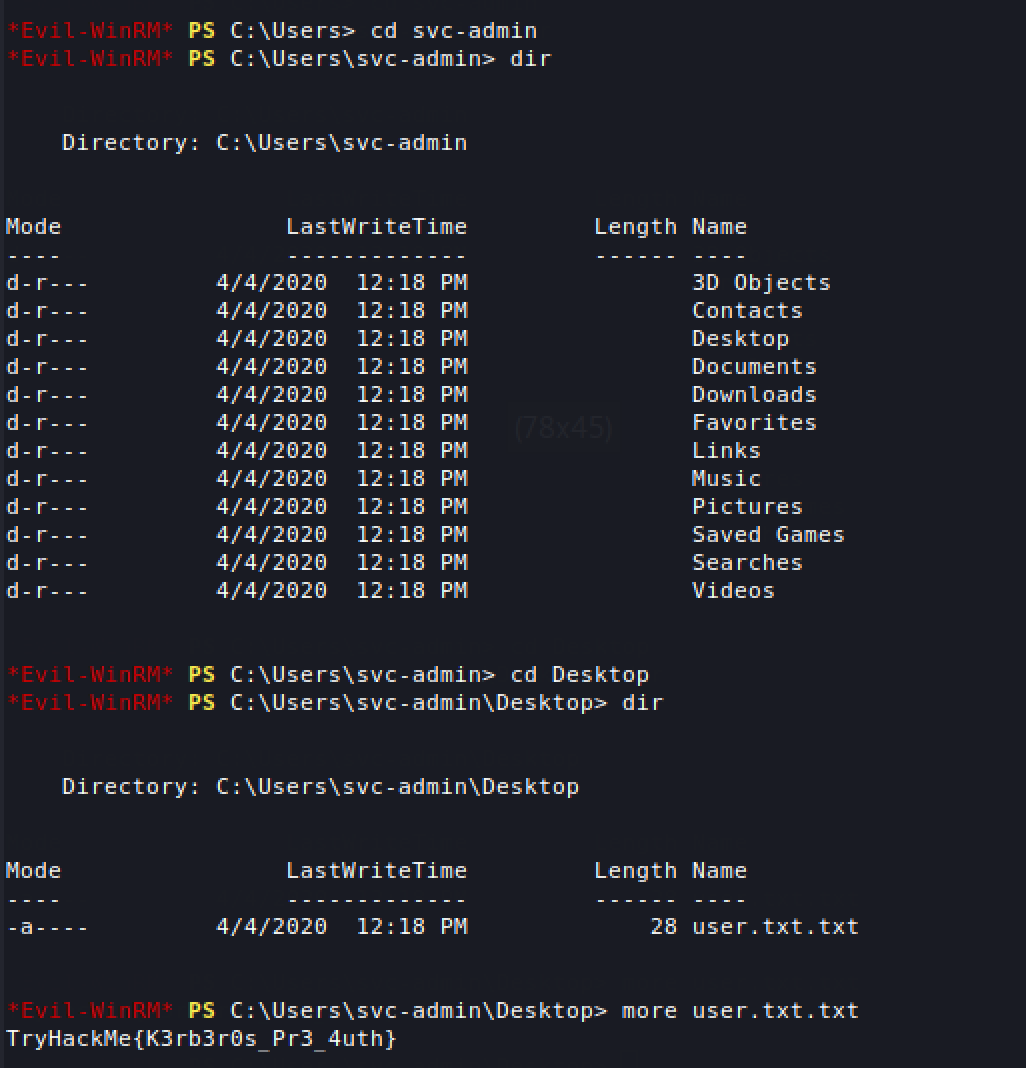 *Evil-WinRM* PS C:\Users> cd svc-admin
*Evil-WinRM* PS C:\Users\svc-admin> dir
Directory: C:\Users\svc-admin
Mode LastWriteTime Length Name
---- ------------- ------ ----
d-r--- 4/4/2020 12:18 PM 3D Objects
d-r--- 4/4/2020 12:18 PM Contacts
d-r--- 4/4/2020 12:18 PM Desktop
d-r--- 4/4/2020 12:18 PM Documents
d-r--- 4/4/2020 12:18 PM Downloads
d-r--- 4/4/2020 12:18 PM Favorites
(78x45)
d-r--- 4/4/2020 12:18 PM Links
d-r--- 4/4/2020 12:18 PM Music
d-r--- 4/4/2020 12:18 PM Pictures
d-r--- 4/4/2020 12:18 PM Saved Games
d-r--- 4/4/2020 12:18 PM Searches
d-r--- 4/4/2020 12:18 PM Videos
*Evil-WinRM* PS C:\Users\svc-admin> cd Desktop
*Evil-WinRM* PS C:\Users\svc-admin\Desktop> dir
Directory: C:\Users\svc-admin\Desktop
Mode LastWriteTime Length Name
---- ------------- ------ ----
-a---- 4/4/2020 12:18 PM 28 user.txt.txt
*Evil-WinRM* PS C:\Users\svc-admin\Desktop> more user.txt.txt
TryHackMe{K3rb3r0s_Pr3_4uth}